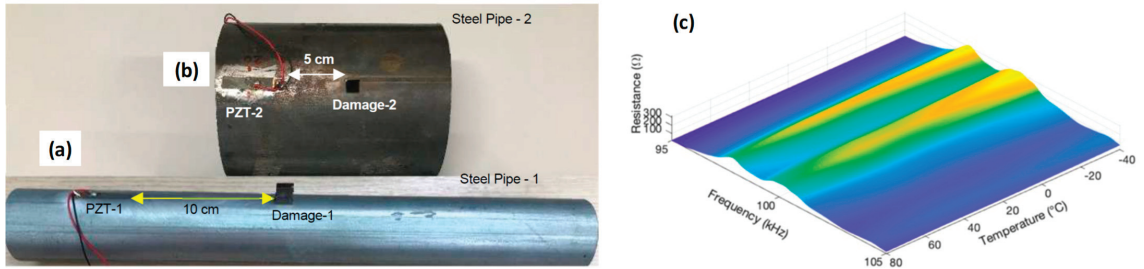 Steel Pipe - 2
(b)
5 cm
PZT-2
Damage-2
(a)
Steel Pipe - 1
PZT-1
10 cm
Damage-1
(c)
Resistance (Ω)
300
200
100
95
100
105
Frequency (kHz)
80
60
40
20
0
-20
-40
Temperature (°C)